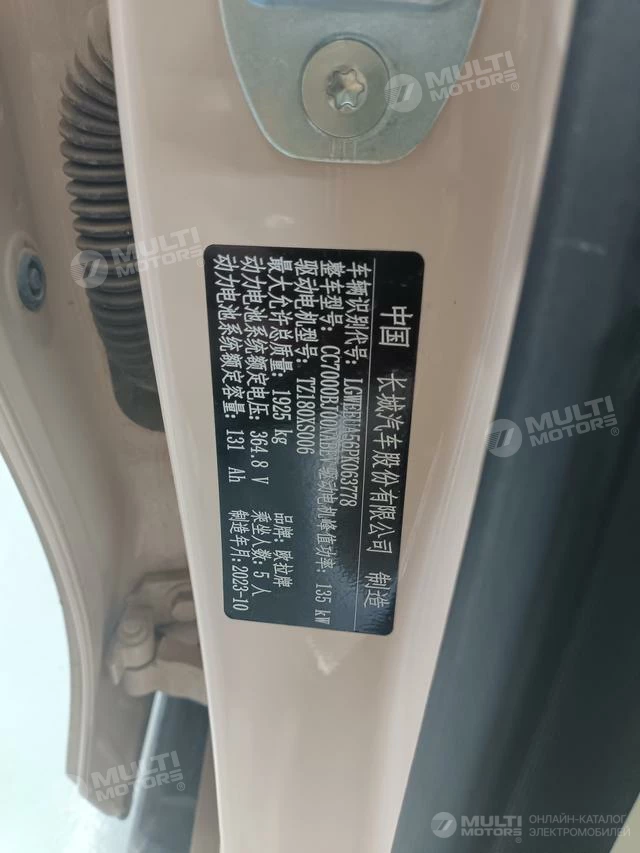 中国 长城汽车股份有限公司 制造
车辆识别代号:
整车型号: 驱动电机峰值功率: 135 kW
驱动电机型号: TZ180XS006
最大允许总质量: 1925 kg 品牌: 欧拉牌
动力电池系统额定电压: 364.8 V 乘坐人数: 5人
动力电池系统额定容量: 131 Ah 制造年月: 2023-10
MULTI
MOTORS®
MULTI
MOTORS®
MULTI
MOTORS®
MULTI
MOTORS®
MULTI
MOTORS®
ОНЛАЙН-КАТАЛОГ
ЭЛЕКТРОМОБИЛЕЙ